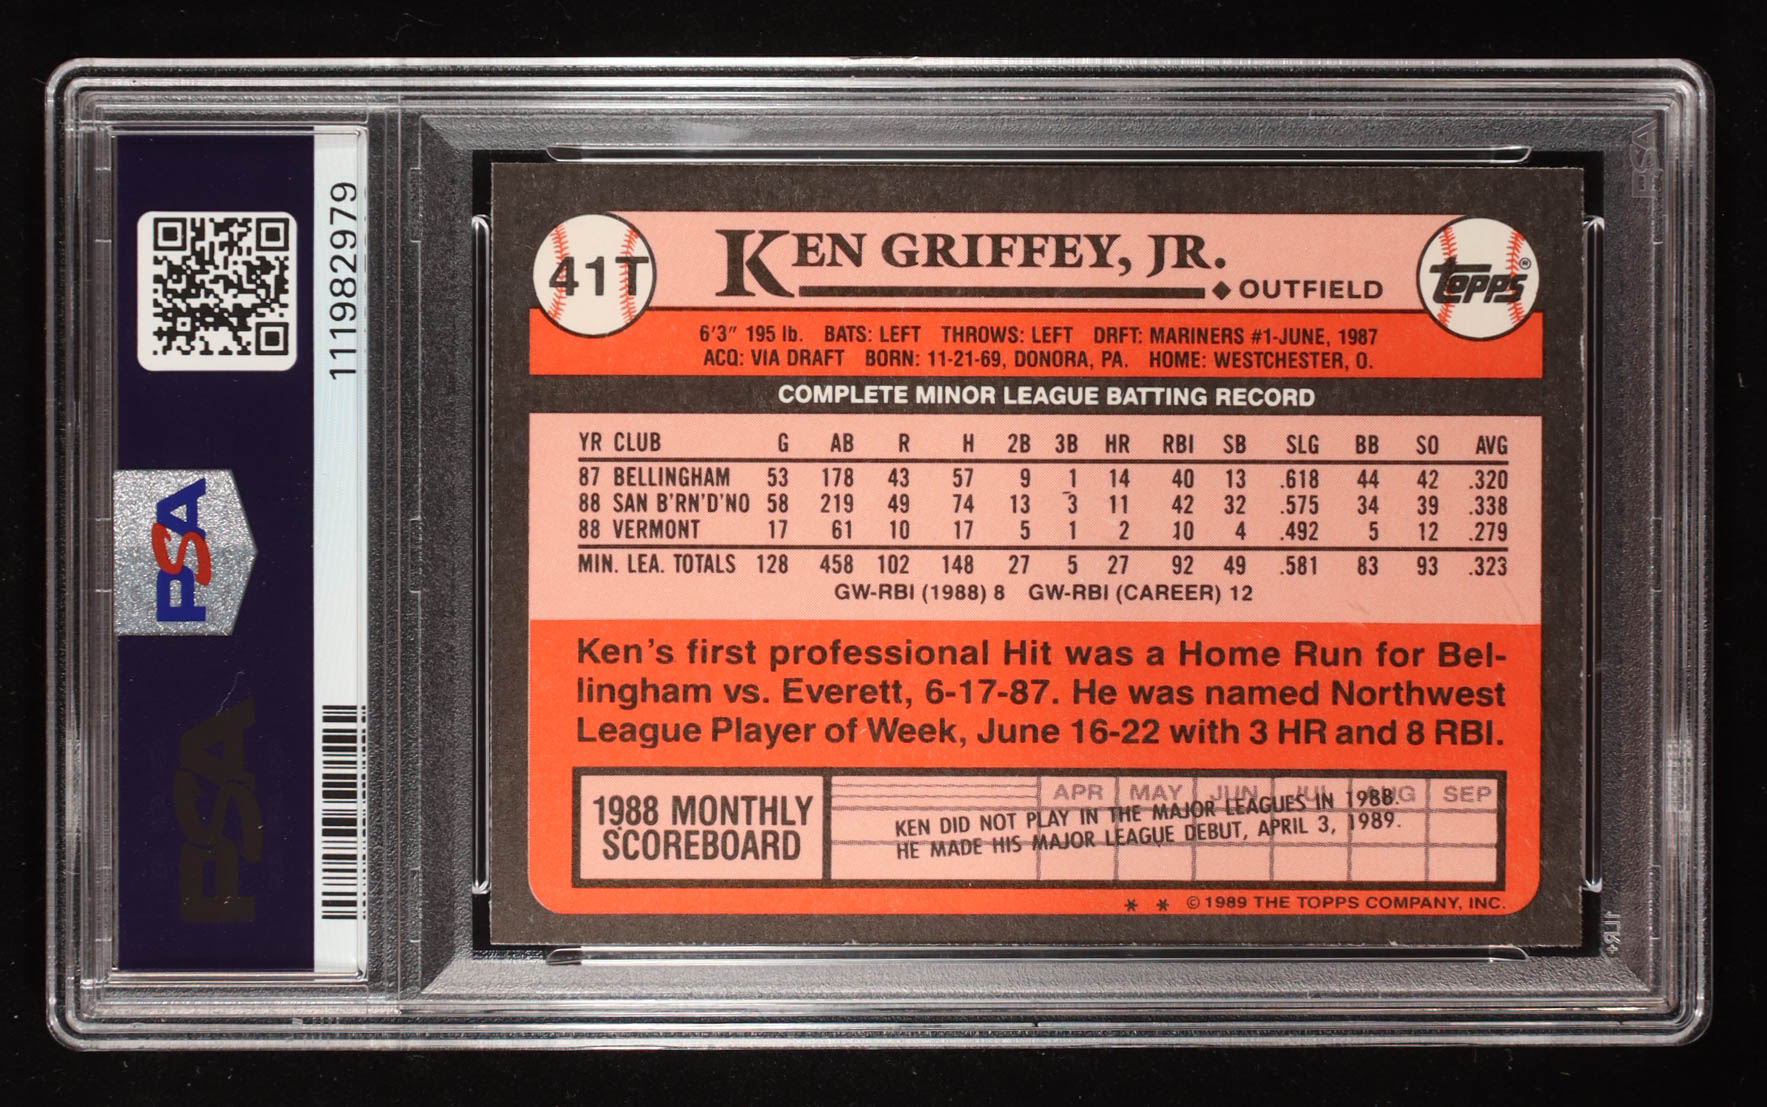 111982979
PSA
PSA
41T
KEN GRIFFEY, JR.
◆ OUTFIELD
topps®
6'3" 195 lb. BATS: LEFT THROWS: LEFT DRFT: MARINERS #1-JUNE, 1987
ACQ: VIA DRAFT BORN: 11-21-69, DONORA, PA. HOME: WESTCHESTER, O.
COMPLETE MINOR LEAGUE BATTING RECORD
YR CLUB G AB R H 2B 3B HR RBI SB SLG BB SO AVG
87 BELLINGHAM 53 178 43 57 9 1 14 40 13 .618 44 42 .320
88 SAN B'RN'D'NO 58 219 49 74 13 3 11 42 32 .575 34 39 .338
88 VERMONT 17 61 10 17 5 1 2 10 4 .492 5 12 .279
MIN. LEA. TOTALS 128 458 102 148 27 5 27 92 49 .581 83 93 .323
GW-RBI (1988) 8 GW-RBI (CAREER) 12
Ken's first professional Hit was a Home Run for Bel-
lingham vs. Everett, 6-17-87. He was named Northwest
League Player of Week, June 16-22 with 3 HR and 8 RBI.
1988 MONTHLY
SCOREBOARD
APR MAY JUN JUL AUG SEP
KEN DID NOT PLAY IN THE MAJOR LEAGUES IN 1988.
HE MADE HIS MAJOR LEAGUE DEBUT, APRIL 3, 1989.
* * © 1989 THE TOPPS COMPANY, INC.
PSA